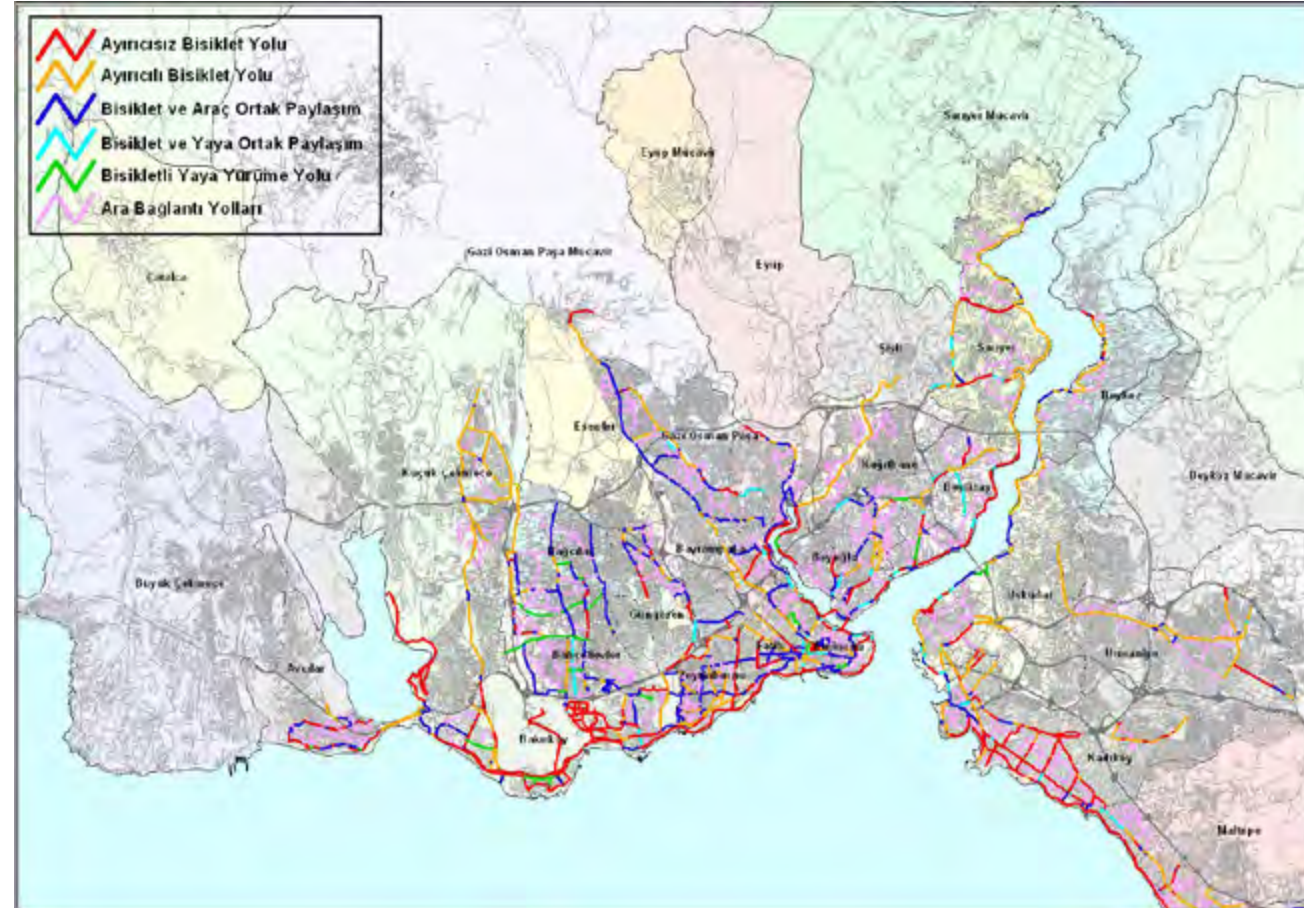 Ayırıcısız Bisiklet Yolu
Ayırıcılı Bisiklet Yolu
Bisiklet ve Araç Ortak Paylaşım
Bisiklet ve Yaya Ortak Paylaşım
Bisikletli Yaya Yürüme Yolu
Ara Bağlantı Yolları
Sarıyer Mücavir
Eyüp Mücavir
Gazi Osman Paşa Mücavir
Eyüp
Çatalca
Şişli
Sarıyer
Beykoz
Esenler
Gazi Osman Paşa
Kağıthane
Küçük Çekmece
Beşiktaş
Beykoz Mücavir
Bağcılar
Bayrampaşa
Beyoğlu
Büyük Çekmece
Güngören
Üsküdar
Bahçelievler
Fatih
Eminönü
Ümraniye
Avcılar
Zeytinburnu
Bakırköy
Kadıköy
Maltepe